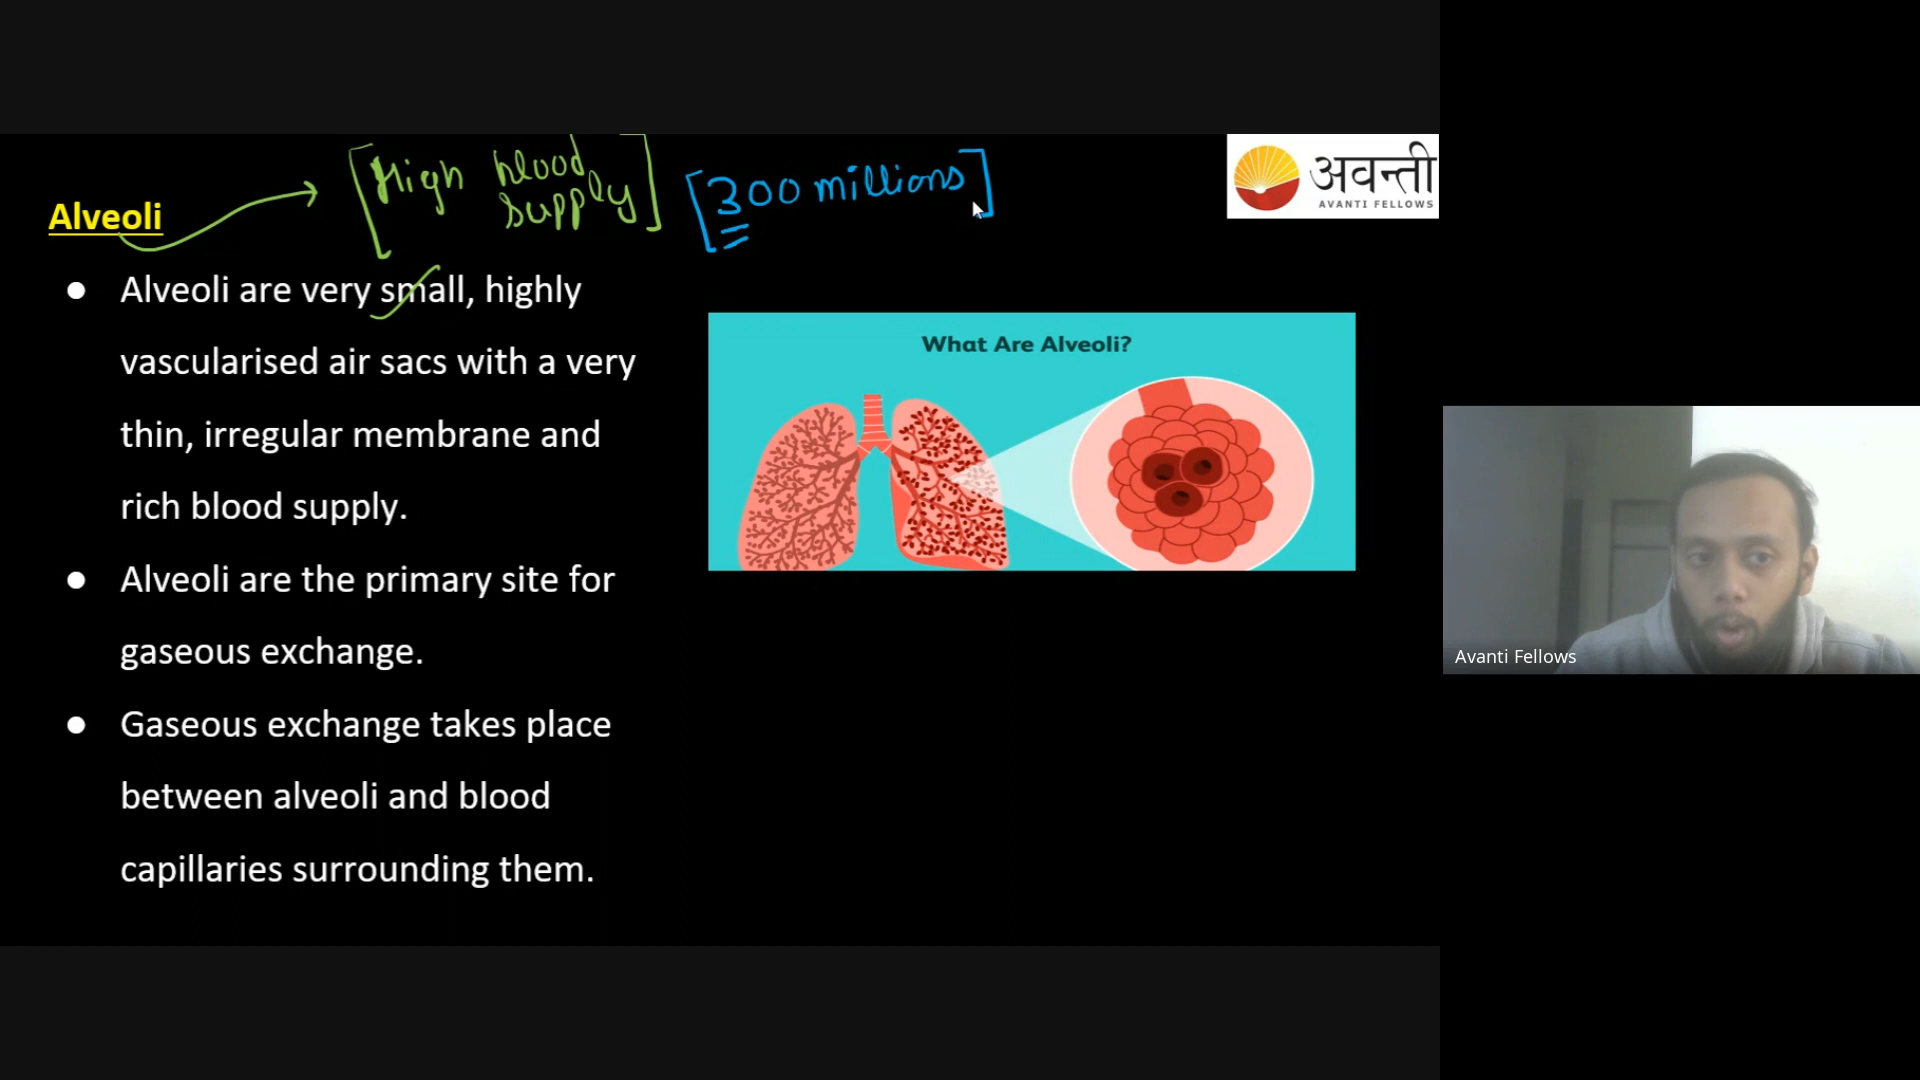 [High blood
supply]
[300 millions]
अवन्ती
AVANTI FELLOWS
Alveoli
● Alveoli are very small, highly
vascularised air sacs with a very
thin, irregular membrane and
rich blood supply.
● Alveoli are the primary site for
gaseous exchange.
● Gaseous exchange takes place
between alveoli and blood
capillaries surrounding them.
What Are Alveoli?
Avanti Fellows